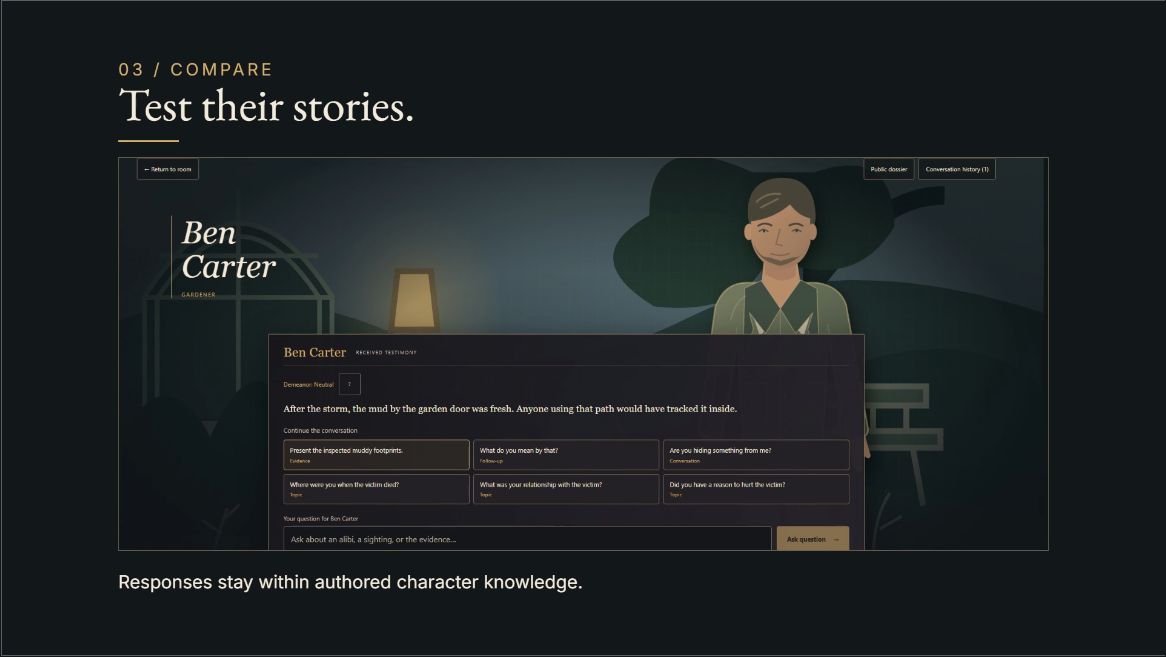 03 / COMPARE
Test their stories.
← Return to room
Public dossier
Conversation history (1)
Ben
Carter
GARDENER
Ben Carter RECEIVED TESTIMONY
Demeanor: Neutral ?
After the storm, the mud by the garden door was fresh. Anyone using that path would have tracked it inside.
Continue the conversation
Present the inspected muddy footprints.
Evidence
What do you mean by that?
Follow-up
Are you hiding something from me?
Conversation
Where were you when the victim died?
Topic
What was your relationship with the victim?
Topic
Did you have a reason to hurt the victim?
Topic
Your question for Ben Carter
Ask about an alibi, a sighting, or the evidence...
Ask question →
Responses stay within authored character knowledge.